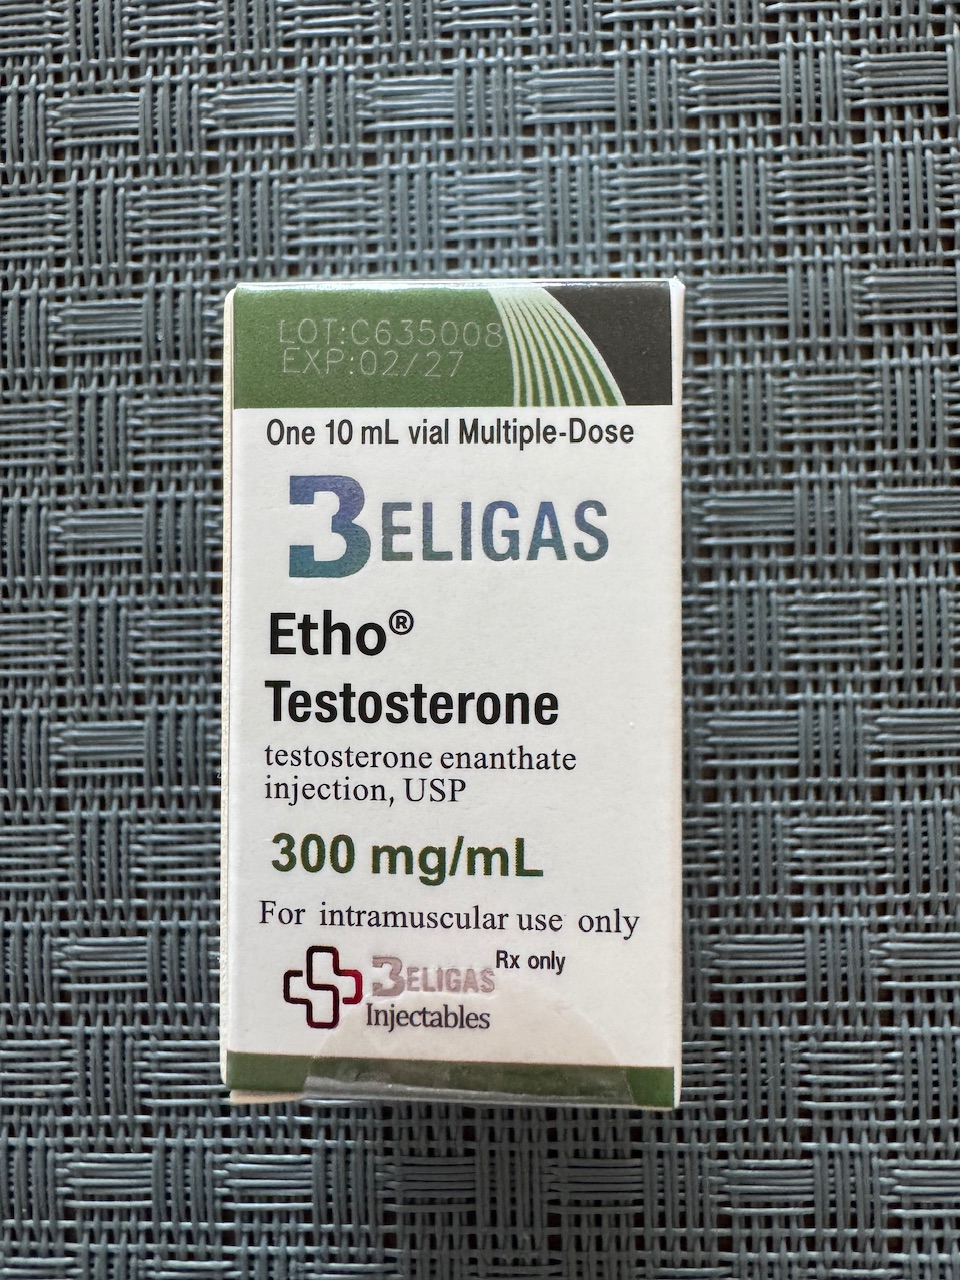 LOT:C635008
EXP:02/27
One 10 mL vial Multiple-Dose
BELIGAS
Etho®
Testosterone
testosterone enanthate
injection, USP
300 mg/mL
For intramuscular use only
Rx only
BELIGAS
Injectables